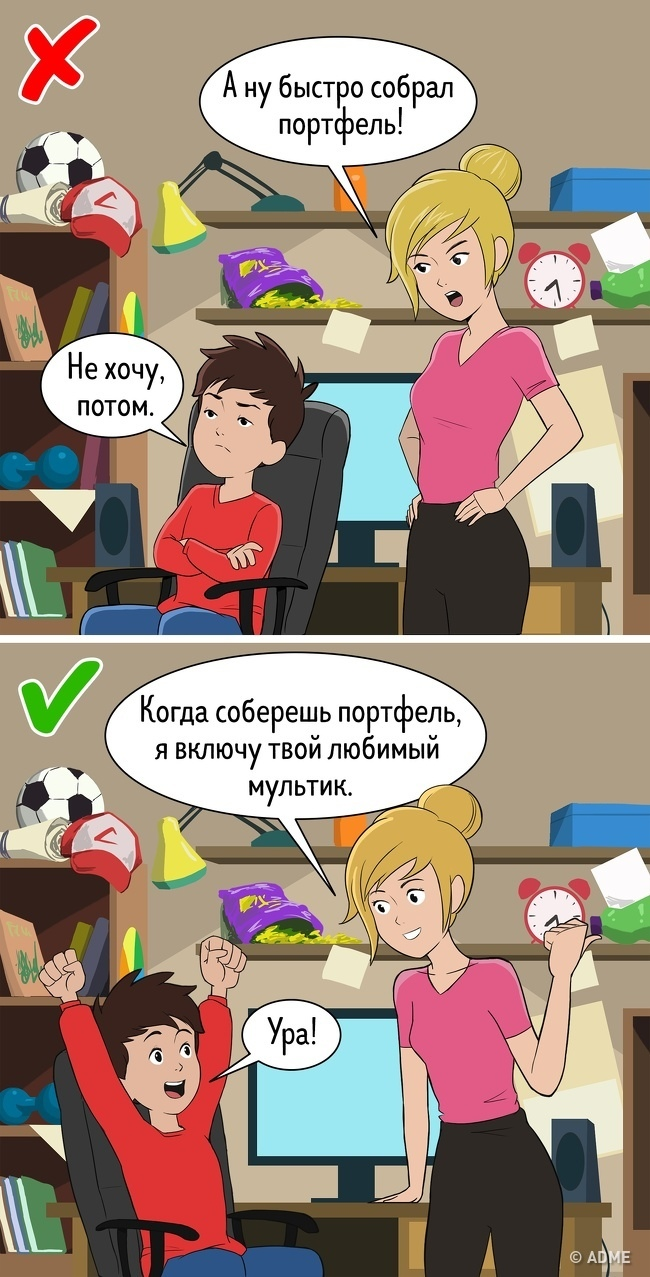 А ну быстро собрал
портфель!
Не хочу,
потом.
Когда соберешь портфель,
я включу твой любимый
мультик.
Ура!
© ADME